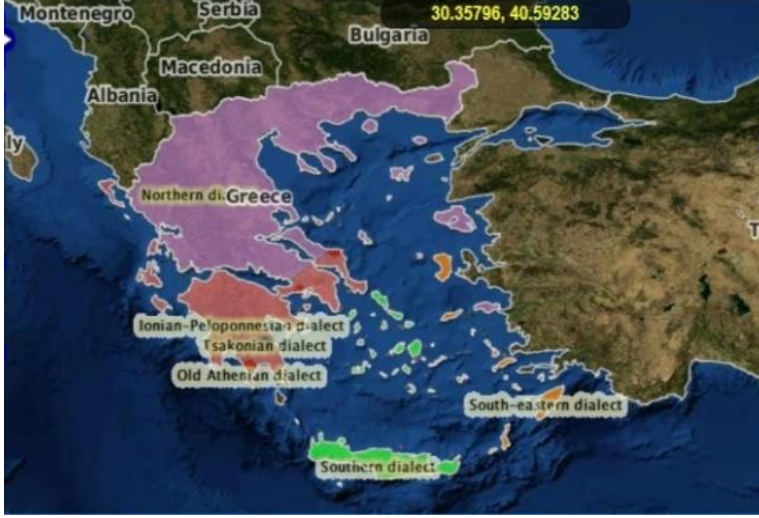 30.35796, 40.59283
Montenegro
Serbia
Bulgaria
Macedonia
Albania
ly
Northern di.
Greece
T
Ionian-Peloponnesian dialect
Tsakonian dialect
Old Athenian dialect
South-eastern dialect
Southern dialect